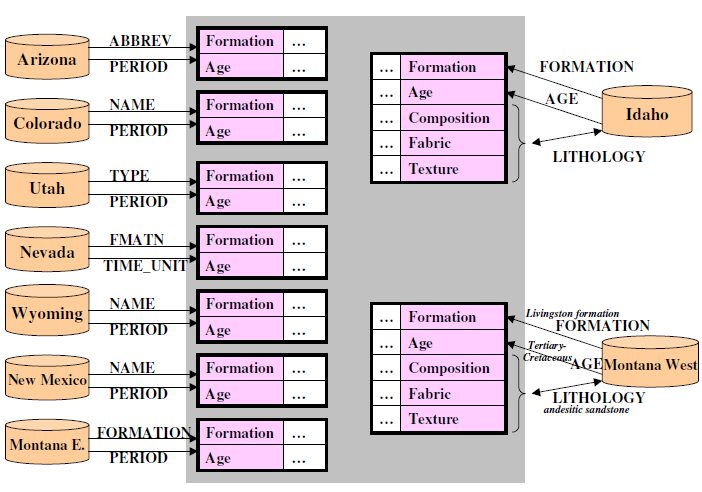 Arizona
ABBREV
PERIOD
Formation ...
Age ...
Colorado
NAME
PERIOD
Formation ...
Age ...
Utah
TYPE
PERIOD
Formation ...
Age ...
Nevada
FMATN
TIME_UNIT
Formation ...
Age ...
Wyoming
NAME
PERIOD
Formation ...
Age ...
New Mexico
NAME
PERIOD
Formation ...
Age ...
Montana E.
FORMATION
PERIOD
Formation ...
Age ...
... Formation
... Age
... Composition
... Fabric
... Texture
FORMATION
AGE
LITHOLOGY
Idaho
... Formation
... Age
... Composition
... Fabric
... Texture
Livingston formation
FORMATION
Tertiary-
Cretaceous
AGE
LITHOLOGY
andesitic sandstone
Montana West